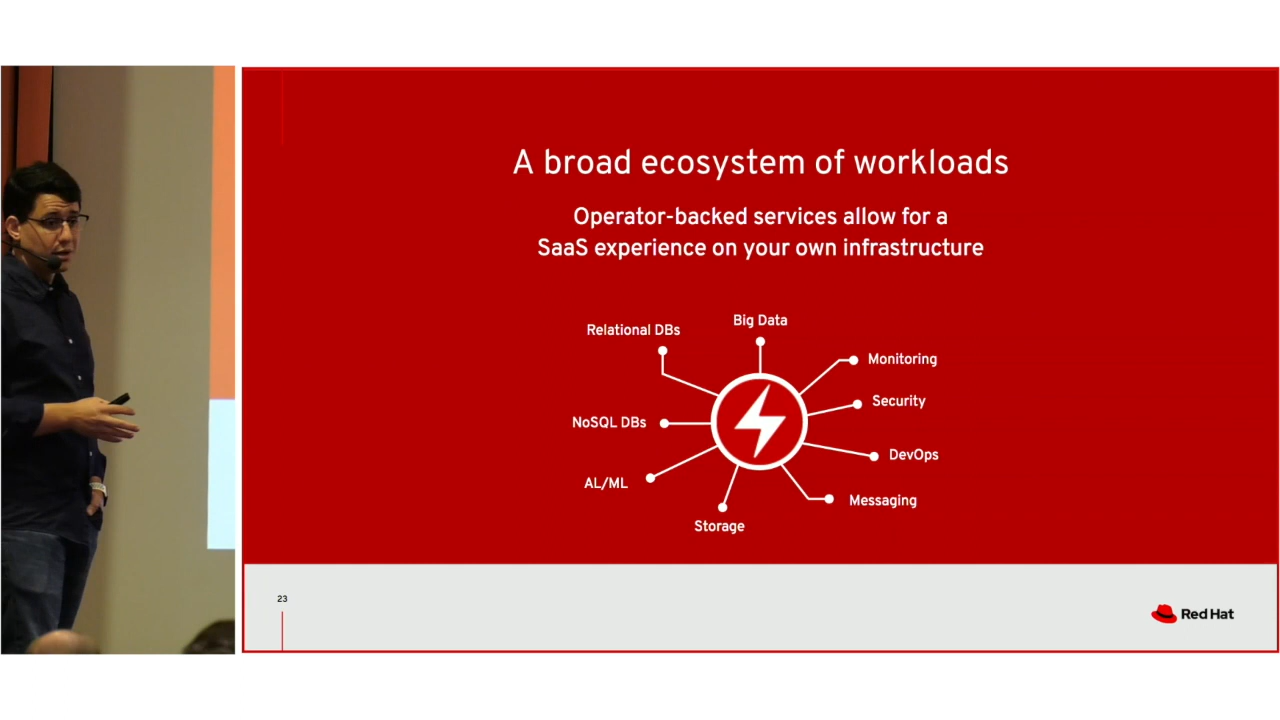 A broad ecosystem of workloads
Operator-backed services allow for a
SaaS experience on your own infrastructure
Big Data
Relational DBs
Monitoring
Security
NoSQL DBs
DevOps
AL/ML
Messaging
Storage
23
Red Hat